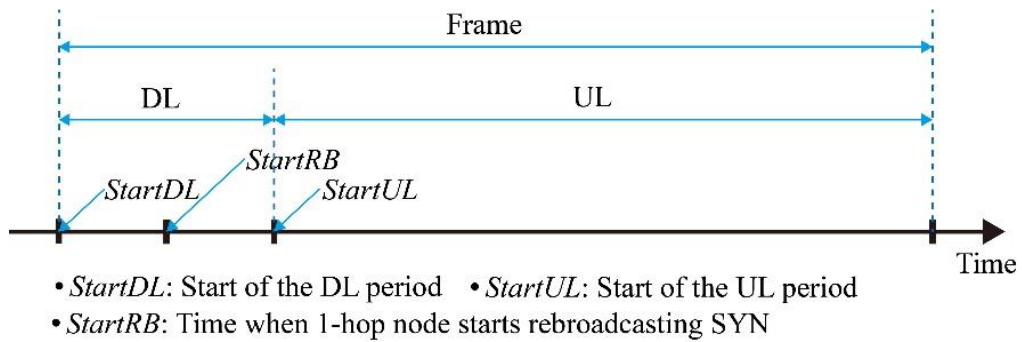 Frame
DL UL
StartRB
StartDL StartUL
Time
• StartDL: Start of the DL period • StartUL: Start of the UL period
• StartRB: Time when 1-hop node starts rebroadcasting SYN